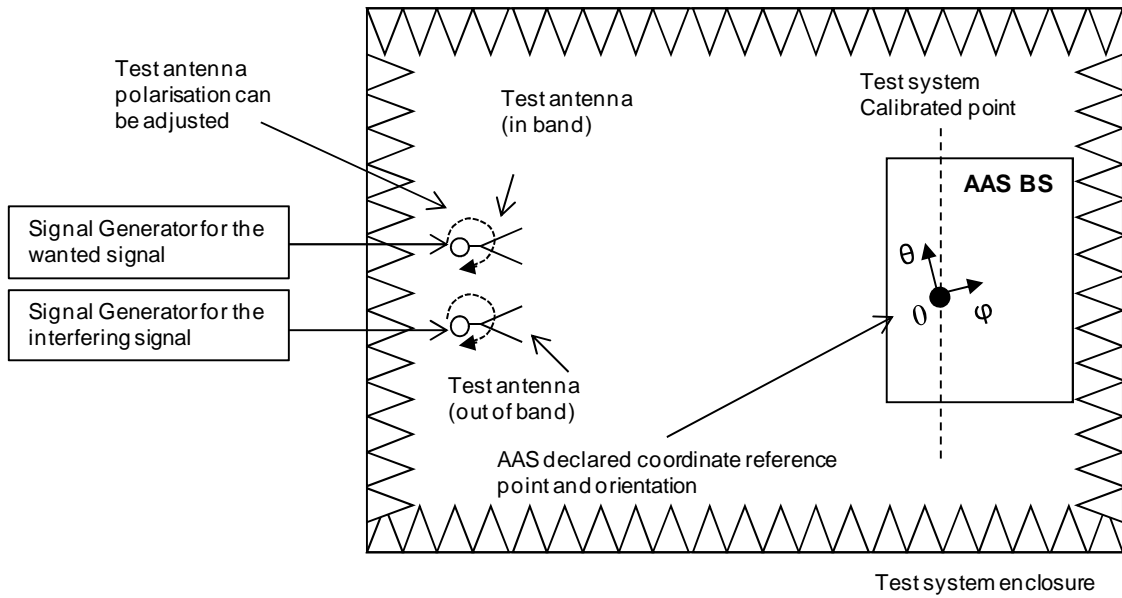 Test antenna
polarisation can
be adjusted
Test antenna
(in band)
Test system
Calibrated point
AAS BS
Signal Generator for the
wanted signal
Signal Generator for the
interfering signal
θ
0
φ
Test antenna
(out of band)
AAS declared coordinate reference
point and orientation
Test system enclosure